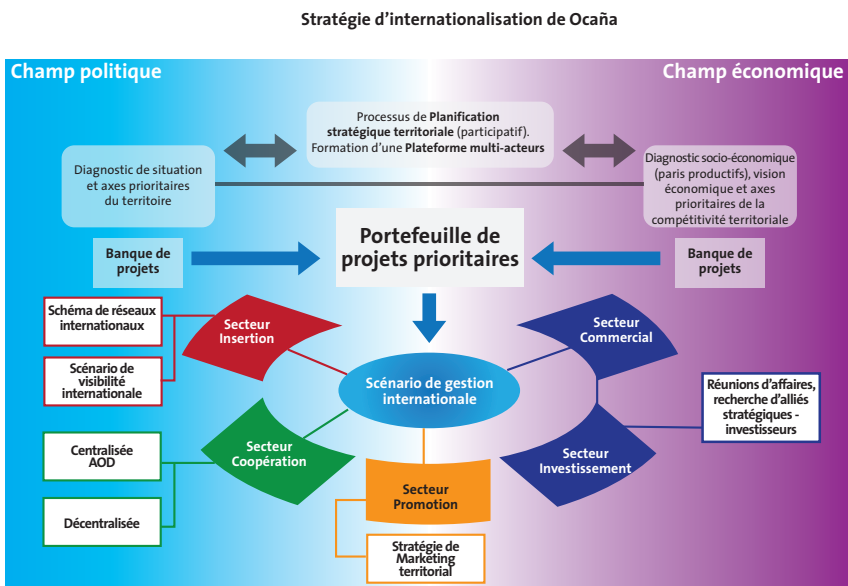 Stratégie d'internationalisation de Ocaña
Champ politique
Champ économique
Processus de Planification
stratégique territoriale (participatif).
Formation d'une Plateforme multi-acteurs
Diagnostic de situation
et axes prioritaires
du territoire
Diagnostic socio-économique
(paris productifs), vision
économique et axes
prioritaires de la
compétitivité territoriale
Banque de
projets
Portefeuille de
projets prioritaires
Banque de
projets
Schéma de réseaux
internationaux
Scénario de
visibilité
internationale
Secteur
Insertion
Secteur
Commercial
Scénario de gestion
internationale
Réunions d'affaires,
recherche d'alliés
stratégiques -
investisseurs
Centralisée
AOD
Décentralisée
Secteur
Coopération
Secteur
Investissement
Secteur
Promotion
Stratégie de
Marketing
territorial